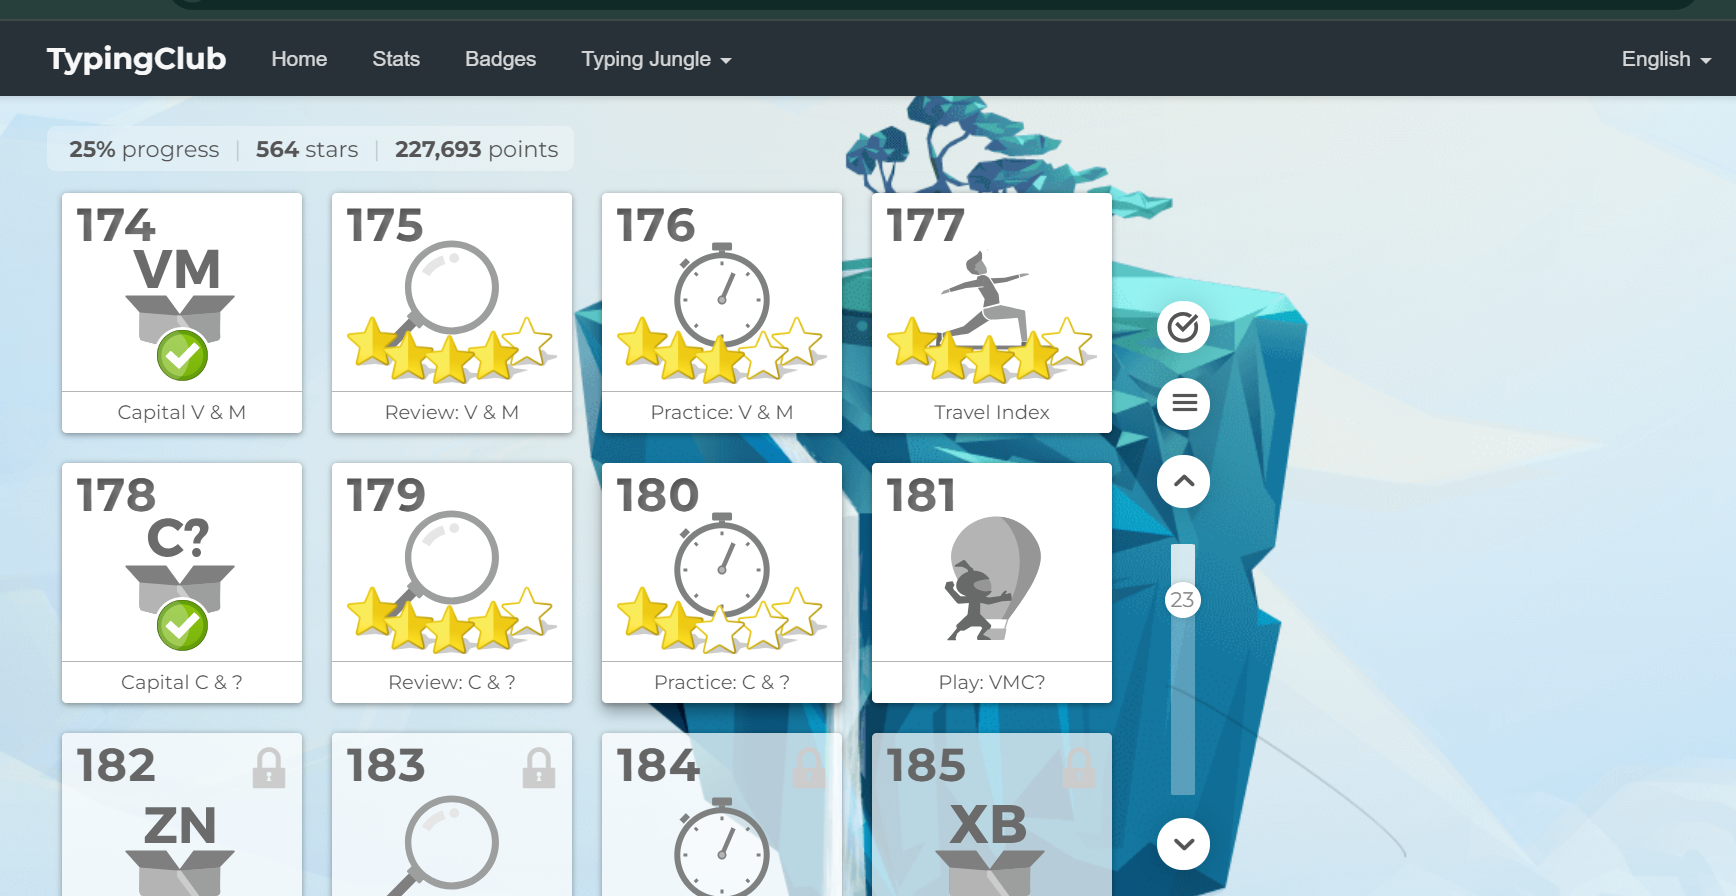 TypingClub Home Stats Badges Typing Jungle English
25% progress | 564 stars | 227,693 points
174 175 176 177
VM
Capital V & M Review: V & M Practice: V & M Travel Index
178 179 180 181
C?
Capital C & ? Review: C & ? Practice: C & ? Play: VMC?
23
182 183 184 185
ZN XB